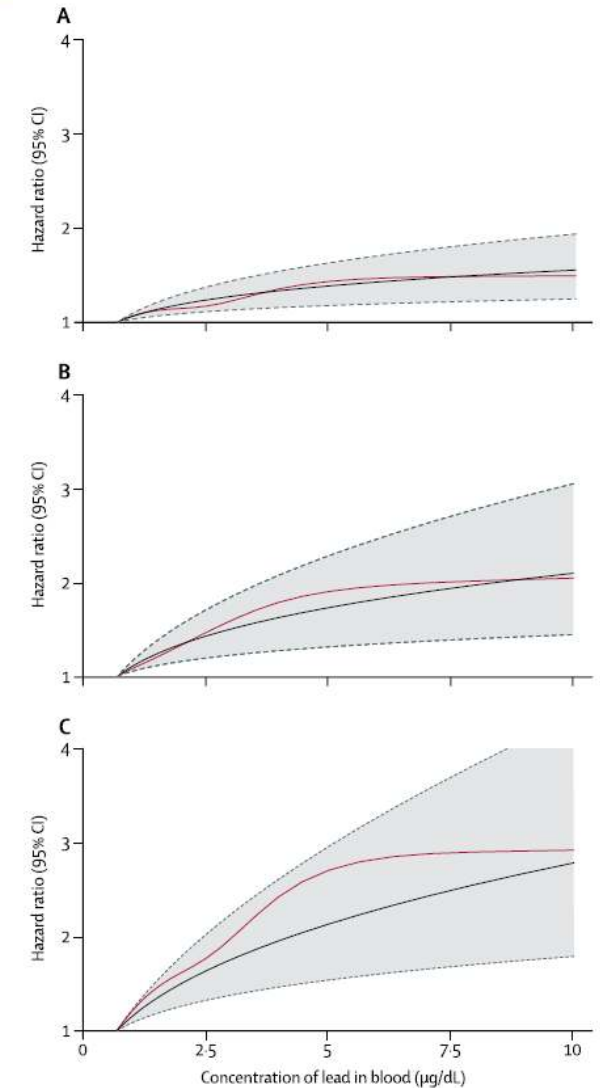 A
4
3
2
1
Hazard ratio (95% CI)
B
4
3
2
1
Hazard ratio (95% CI)
C
4
3
2
1
Hazard ratio (95% CI)
0 2·5 5 7·5 10
Concentration of lead in blood (µg/dL)